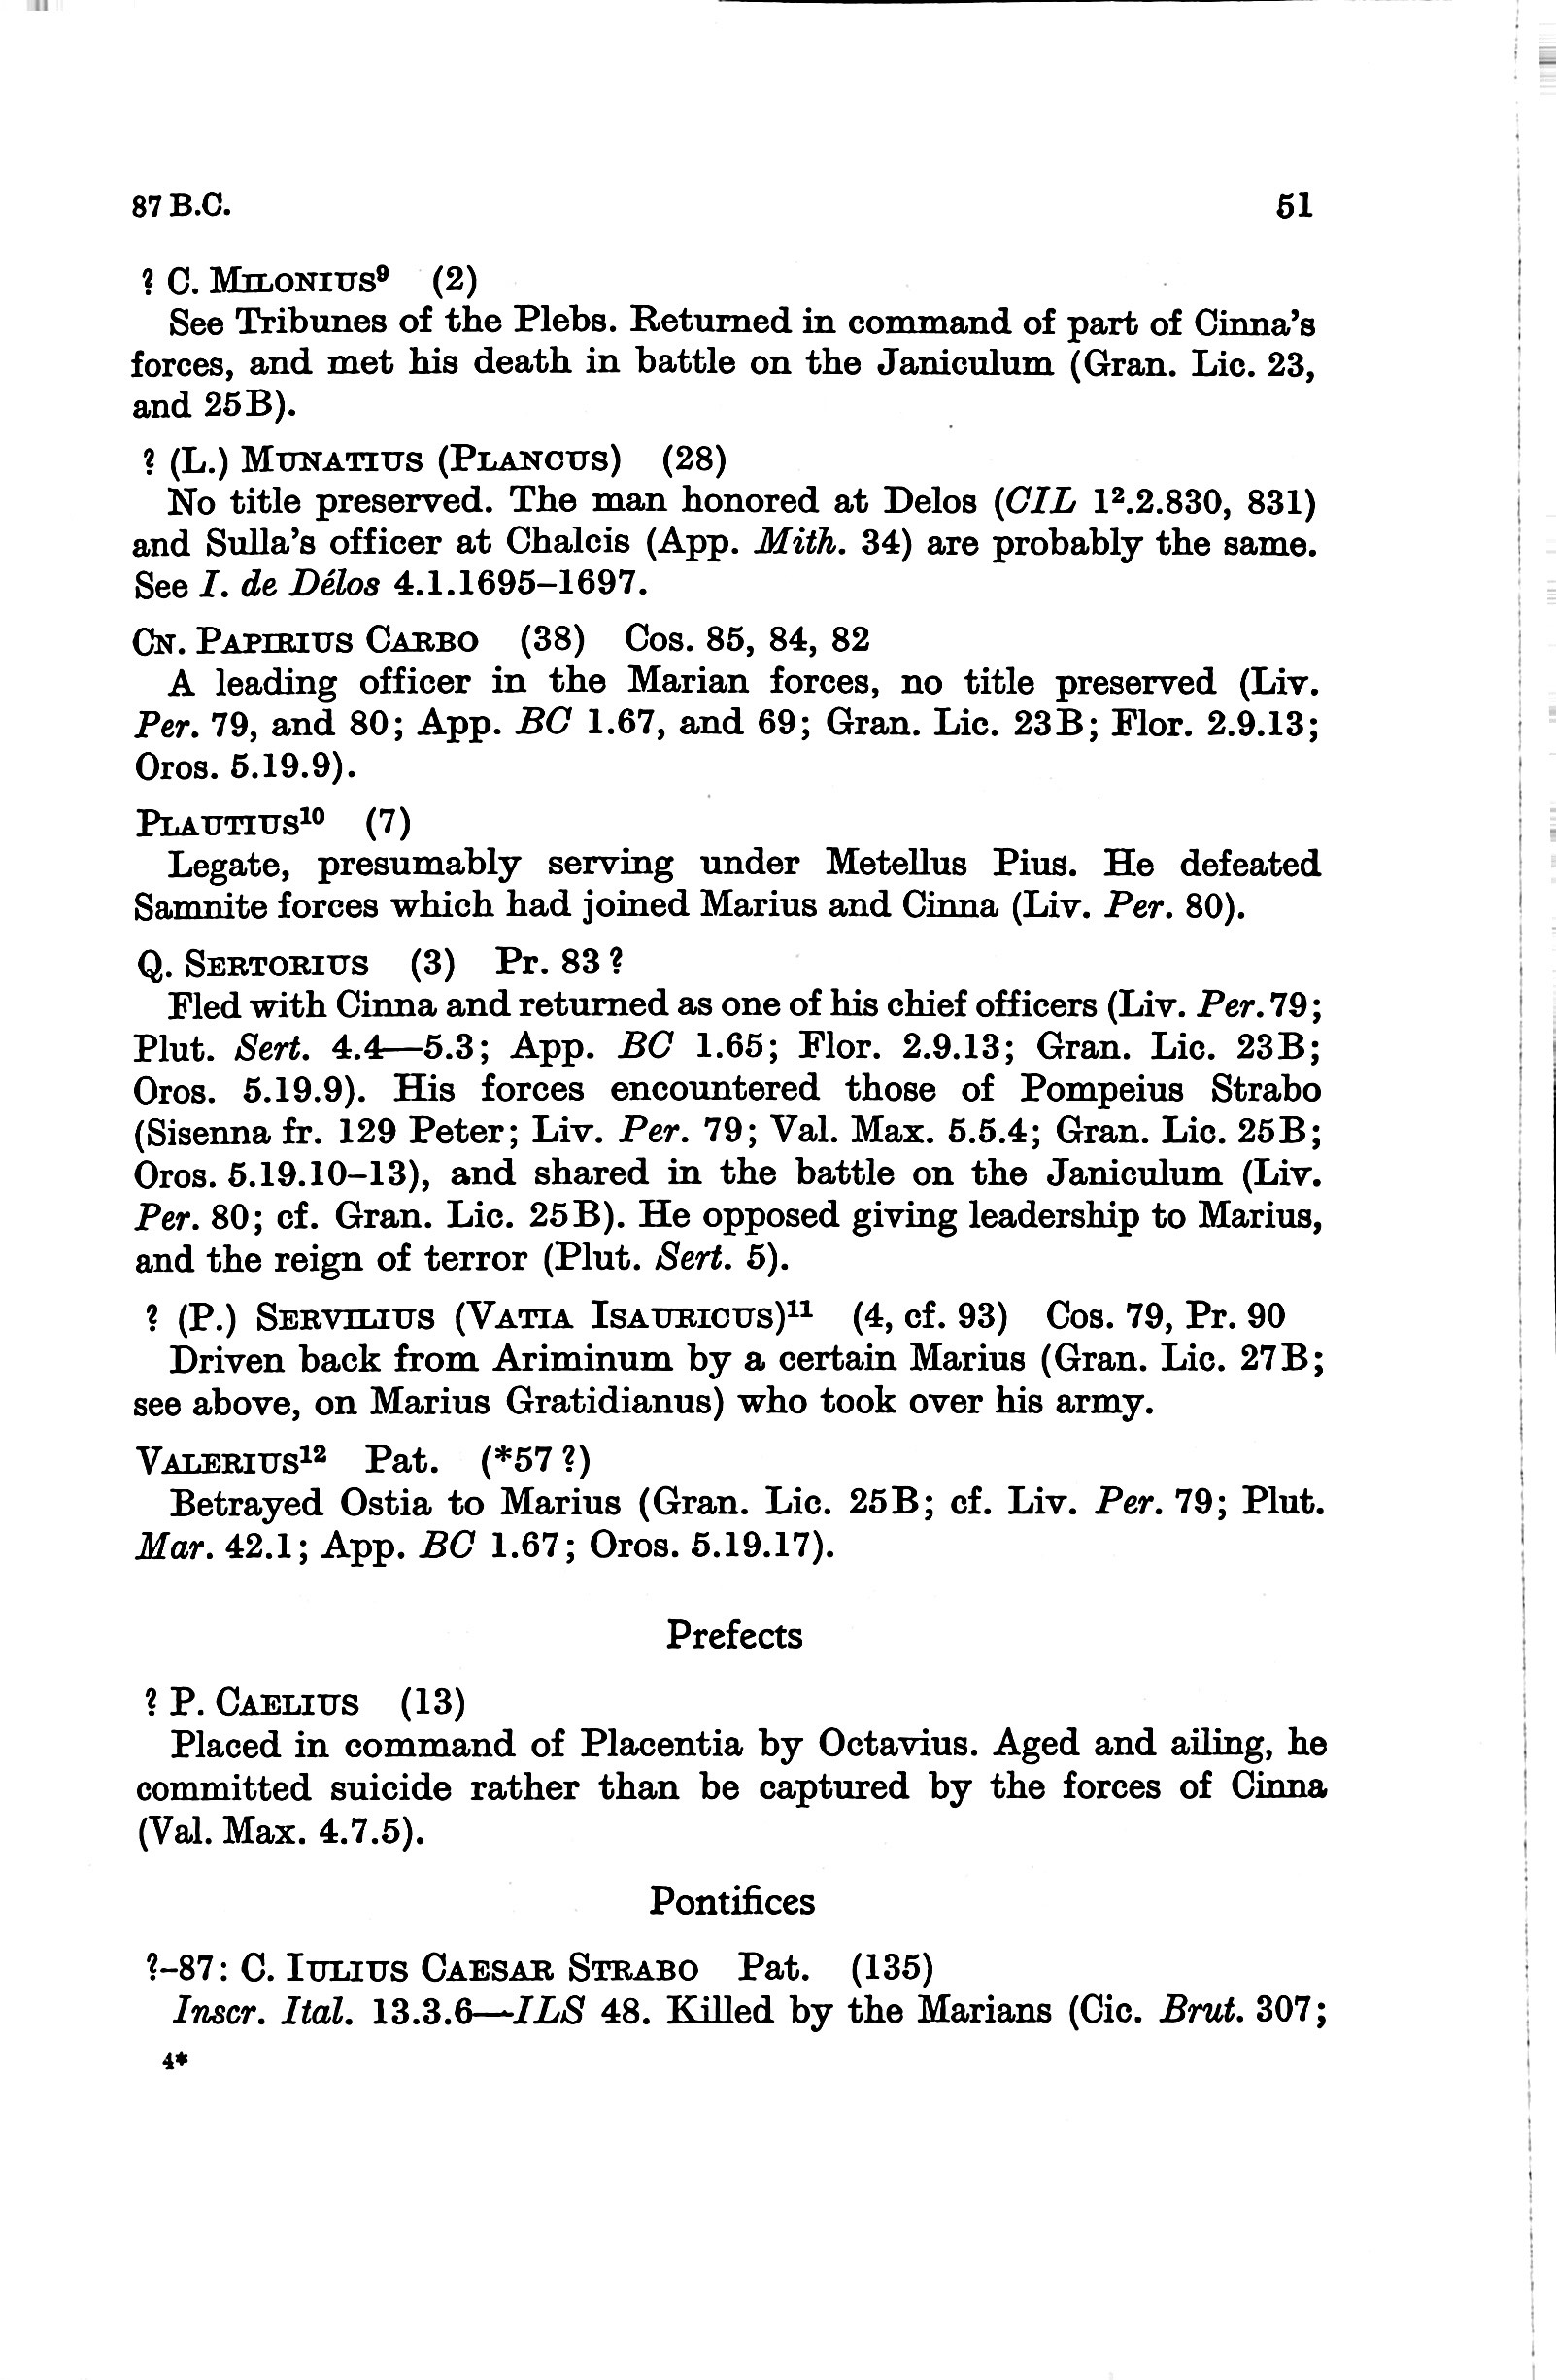 87 B.C. 51
? C. MILONIUS⁹ (2)
See Tribunes of the Plebs. Returned in command of part of Cinna's
forces, and met his death in battle on the Janiculum (Gran. Lic. 23,
and 25B).
? (L.) MUNATIUS (PLANCUS) (28)
No title preserved. The man honored at Delos (CIL 1².2.830, 831)
and Sulla's officer at Chalcis (App. Mith. 34) are probably the same.
See I. de Délos 4.1.1695–1697.
CN. PAPIRIUS CARBO (38) Cos. 85, 84, 82
A leading officer in the Marian forces, no title preserved (Liv.
Per. 79, and 80; App. BC 1.67, and 69; Gran. Lic. 23B; Flor. 2.9.13;
Oros. 5.19.9).
PLAUTIUS¹⁰ (7)
Legate, presumably serving under Metellus Pius. He defeated
Samnite forces which had joined Marius and Cinna (Liv. Per. 80).
Q. SERTORIUS (3) Pr. 83?
Fled with Cinna and returned as one of his chief officers (Liv. Per. 79;
Plut. Sert. 4.4—5.3; App. BC 1.65; Flor. 2.9.13; Gran. Lic. 23B;
Oros. 5.19.9). His forces encountered those of Pompeius Strabo
(Sisenna fr. 129 Peter; Liv. Per. 79; Val. Max. 5.5.4; Gran. Lic. 25B;
Oros. 5.19.10–13), and shared in the battle on the Janiculum (Liv.
Per. 80; cf. Gran. Lic. 25B). He opposed giving leadership to Marius,
and the reign of terror (Plut. Sert. 5).
? (P.) SERVILIUS (VATIA ISAURICUS)¹¹ (4, cf. 93) Cos. 79, Pr. 90
Driven back from Ariminum by a certain Marius (Gran. Lic. 27B;
see above, on Marius Gratidianus) who took over his army.
VALERIUS¹² Pat. (*57?)
Betrayed Ostia to Marius (Gran. Lic. 25B; cf. Liv. Per. 79; Plut.
Mar. 42.1; App. BC 1.67; Oros. 5.19.17).
Prefects
? P. CAELIUS (13)
Placed in command of Placentia by Octavius. Aged and ailing, he
committed suicide rather than be captured by the forces of Cinna
(Val. Max. 4.7.5).
Pontifices
?–87: C. IULIUS CAESAR STRABO Pat. (135)
Inscr. Ital. 13.3.6—ILS 48. Killed by the Marians (Cic. Brut. 307;
4*